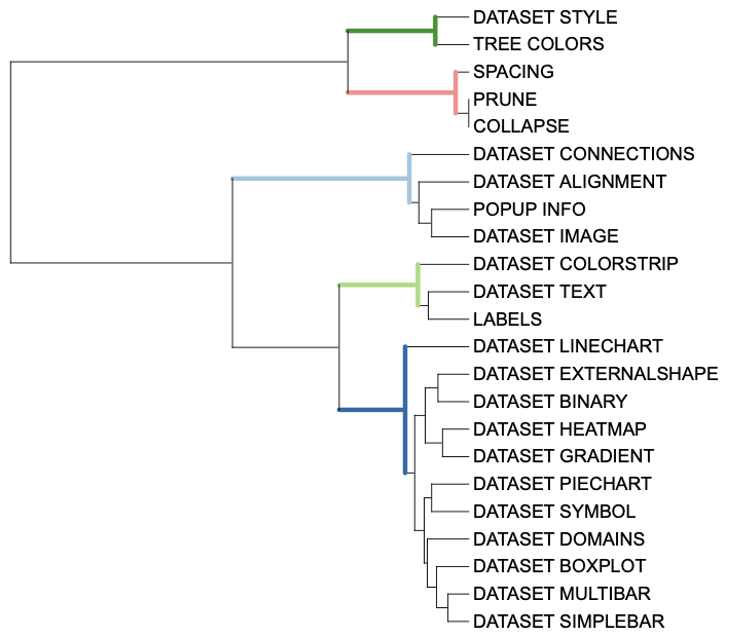 DATASET STYLE
TREE COLORS
SPACING
PRUNE
COLLAPSE
DATASET CONNECTIONS
DATASET ALIGNMENT
POPUP INFO
DATASET IMAGE
DATASET COLORSTRIP
DATASET TEXT
LABELS
DATASET LINECHART
DATASET EXTERNALSHAPE
DATASET BINARY
DATASET HEATMAP
DATASET GRADIENT
DATASET PIECHART
DATASET SYMBOL
DATASET DOMAINS
DATASET BOXPLOT
DATASET MULTIBAR
DATASET SIMPLEBAR